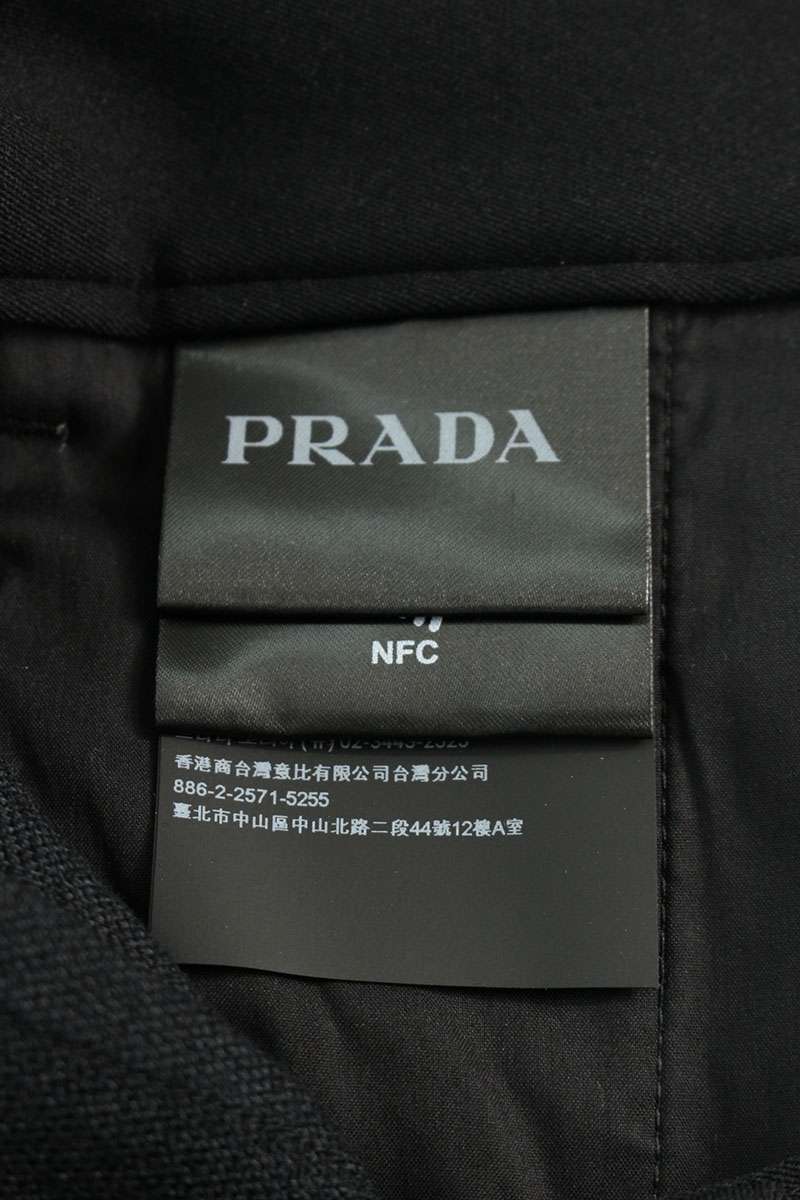 PRADA
NFC
香港商台灣意比有限公司台灣分公司
886-2-2571-5255
臺北市中山區中山北路二段44號12樓A室